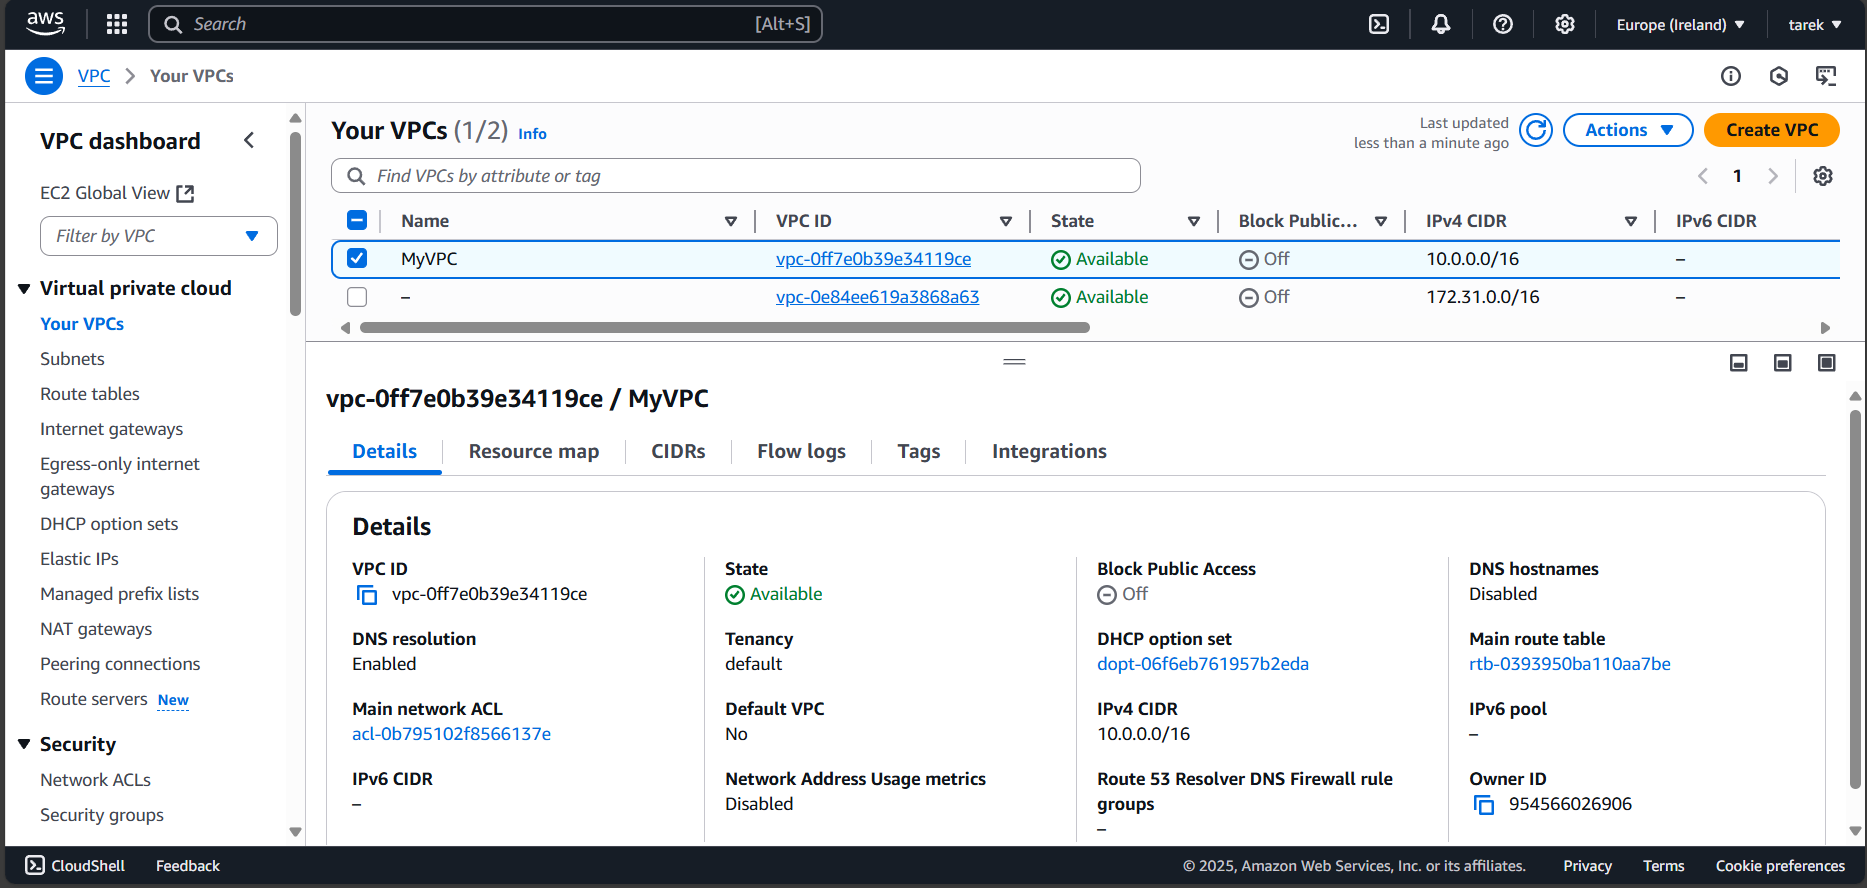 aws
Search
[Alt+S]
Europe (Ireland)
tarek
VPC
Your VPCs
VPC dashboard
EC2 Global View
Filter by VPC
Virtual private cloud
Your VPCs
Subnets
Route tables
Internet gateways
Egress-only internet
gateways
DHCP option sets
Elastic IPs
Managed prefix lists
NAT gateways
Peering connections
Route servers New
Security
Network ACLs
Security groups
Your VPCs (1/2) Info
Last updated
less than a minute ago
Actions
Create VPC
Find VPCs by attribute or tag
1
Name VPC ID State Block Public... IPv4 CIDR IPv6 CIDR
MyVPC vpc-0ff7e0b39e34119ce Available Off 10.0.0.0/16 –
– vpc-0e84ee619a3868a63 Available Off 172.31.0.0/16 –
vpc-0ff7e0b39e34119ce / MyVPC
Details Resource map CIDRs Flow logs Tags Integrations
Details
VPC ID
vpc-0ff7e0b39e34119ce
State
Available
Block Public Access
Off
DNS hostnames
Disabled
DNS resolution
Enabled
Tenancy
default
DHCP option set
dopt-06f6eb761957b2eda
Main route table
rtb-0393950ba110aa7be
Main network ACL
acl-0b795102f8566137e
Default VPC
No
IPv4 CIDR
10.0.0.0/16
IPv6 pool
–
IPv6 CIDR
–
Network Address Usage metrics
Disabled
Route 53 Resolver DNS Firewall rule
groups
–
Owner ID
954566026906
CloudShell
Feedback
© 2025, Amazon Web Services, Inc. or its affiliates.
Privacy
Terms
Cookie preferences